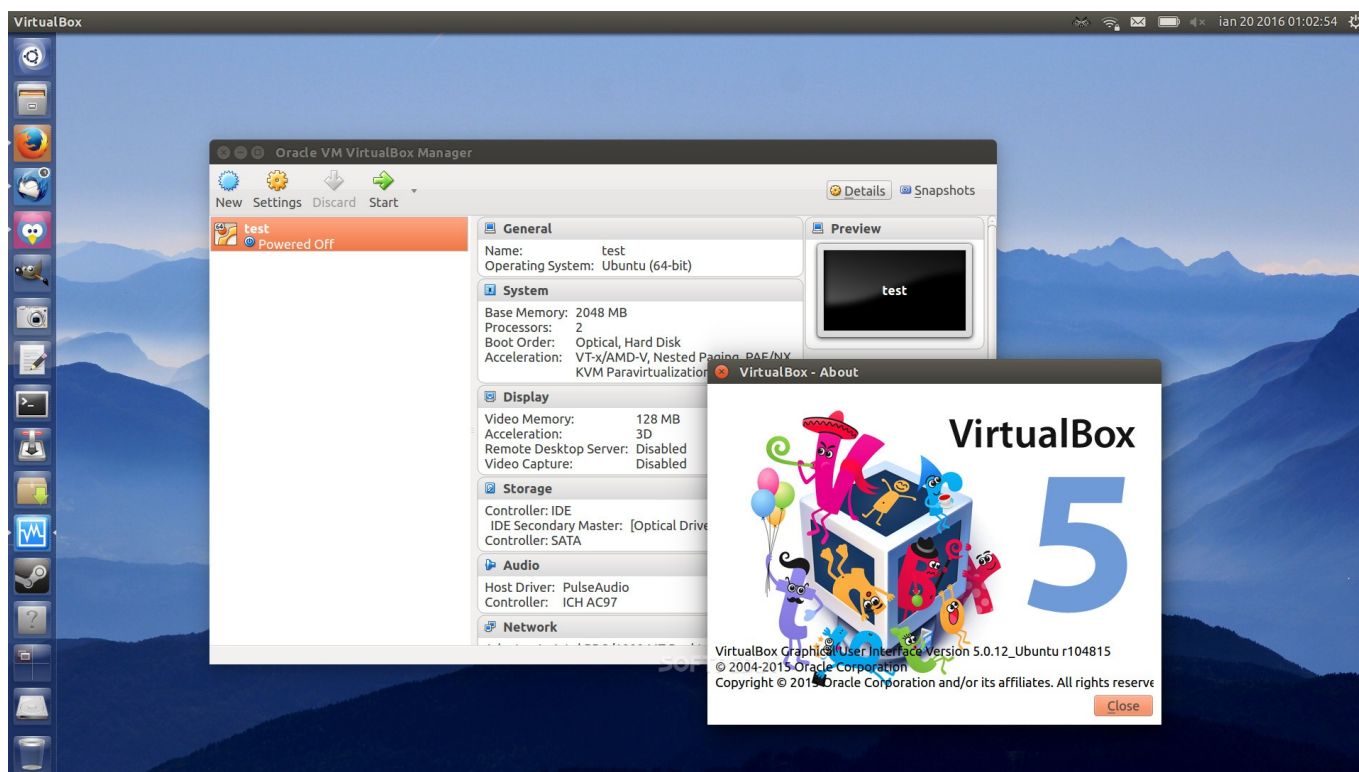 VirtualBox
ian 20 2016 01:02:54
Oracle VM VirtualBox Manager
New Settings Discard Start
Details Snapshots
test
Powered Off
General
Name: test
Operating System: Ubuntu (64-bit)
System
Base Memory: 2048 MB
Processors: 2
Boot Order: Optical, Hard Disk
Acceleration: VT-x/AMD-V, Nested Paging, PAE/NX
KVM Paravirtualization
Display
Video Memory: 128 MB
Acceleration: 3D
Remote Desktop Server: Disabled
Video Capture: Disabled
Storage
Controller: IDE
IDE Secondary Master: [Optical Drive
Controller: SATA
Audio
Host Driver: PulseAudio
Controller: ICH AC97
Network
Preview
test
VirtualBox - About
VirtualBox
5
VirtualBox Graphical User Interface Version 5.0.12_Ubuntu r104815
© 2004-2015 Oracle Corporation
Copyright © 2015 Oracle Corporation and/or its affiliates. All rights reserve
Close